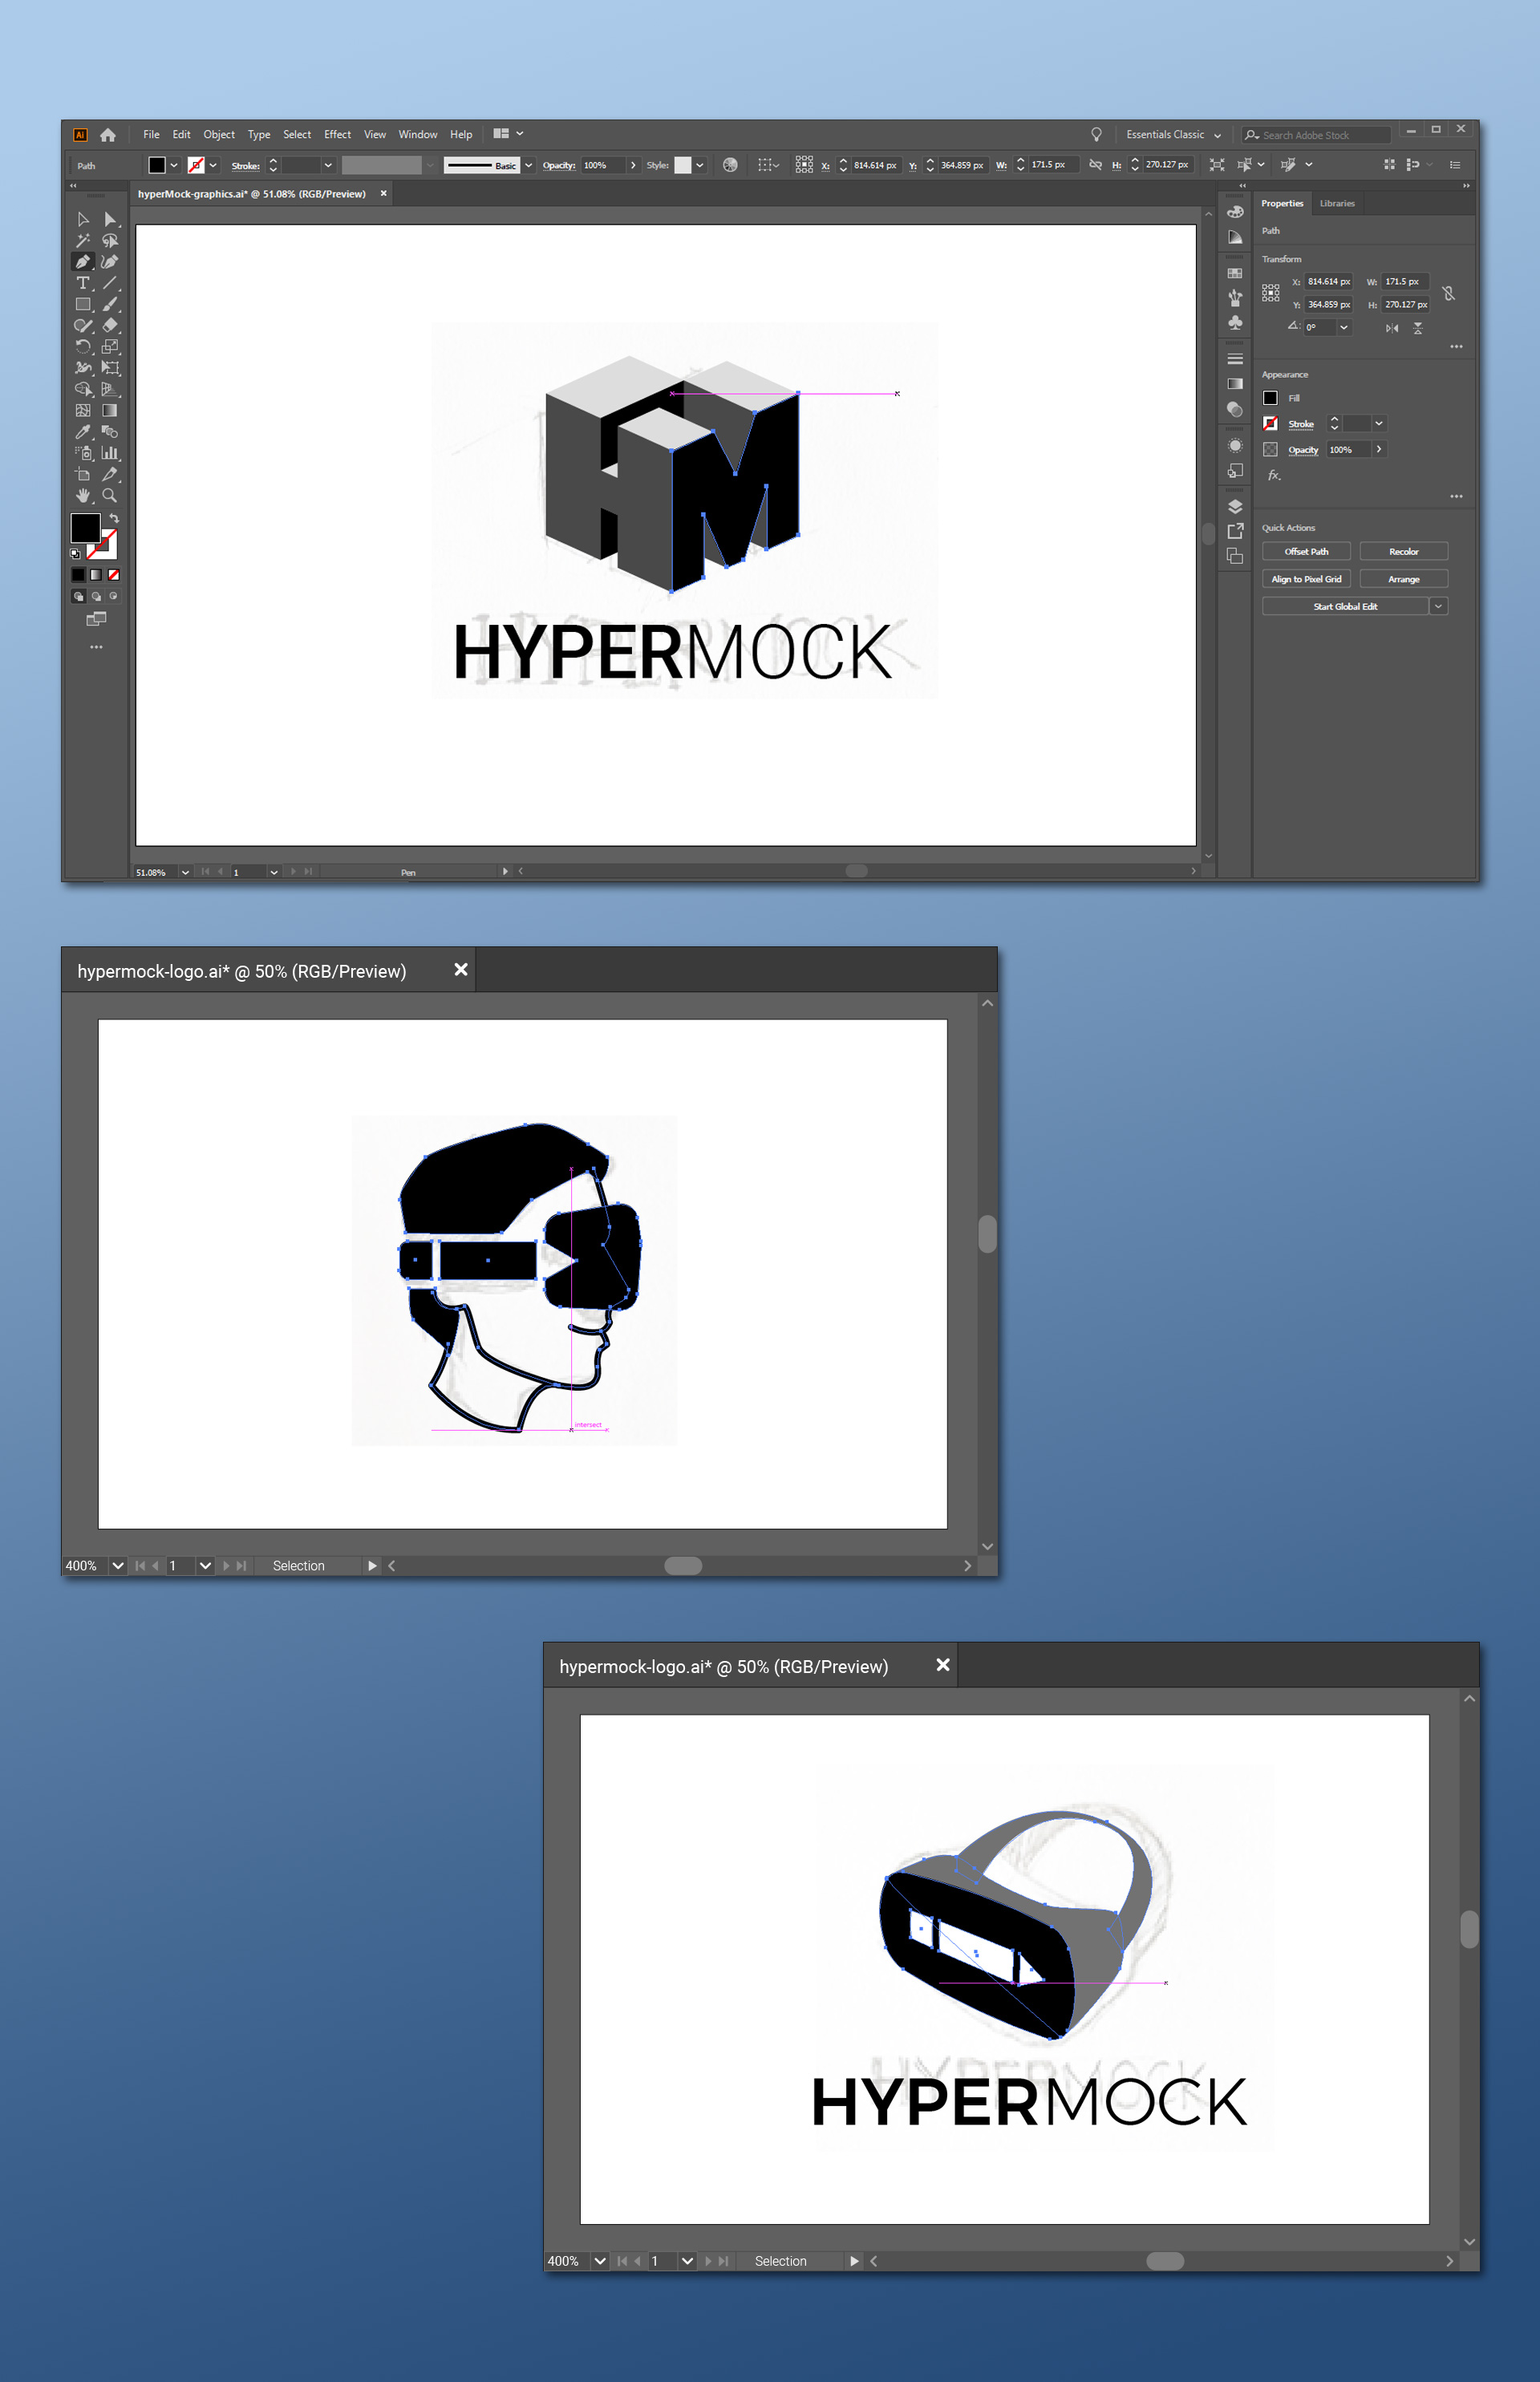 Ai File Edit Object Type Select Effect View Window Help Essentials Classic Search Adobe Stock
Path Stroke: Basic Opacity: 100% Style: X: 814.614 px Y: 364.859 px W: 171.5 px H: 270.127 px
hyperMock-graphics.ai* @ 51.08% (RGB/Preview)
Properties Libraries
Path
Transform
X: 814.614 px W: 171.5 px
Y: 364.859 px H: 270.127 px
0°
Appearance
Fill
Stroke
Opacity 100%
fx.
Quick Actions
Offset Path Recolor
Align to Pixel Grid Arrange
Start Global Edit
HM
HYPERMOCK
HYPERMOCK
51.08% 1 Pen
hypermock-logo.ai* @ 50% (RGB/Preview)
intersect
400% 1 Selection
hypermock-logo.ai* @ 50% (RGB/Preview)
HYPERMOCK
HYPERMOCK
400% 1 Selection